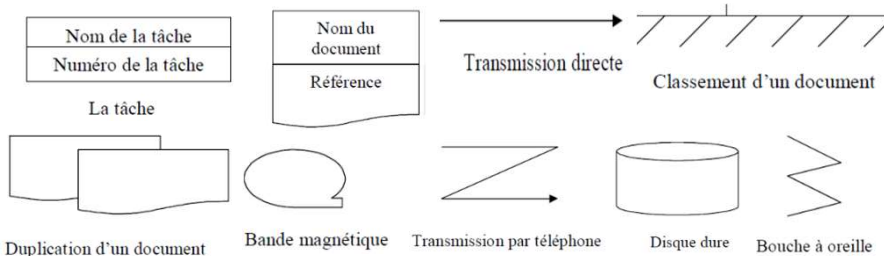 Nom de la tâche
Numéro de la tâche
La tâche
Nom du
document
Référence
Transmission directe
Classement d'un document
Duplication d'un document
Bande magnétique
Transmission par téléphone
Disque dure
Bouche à oreille